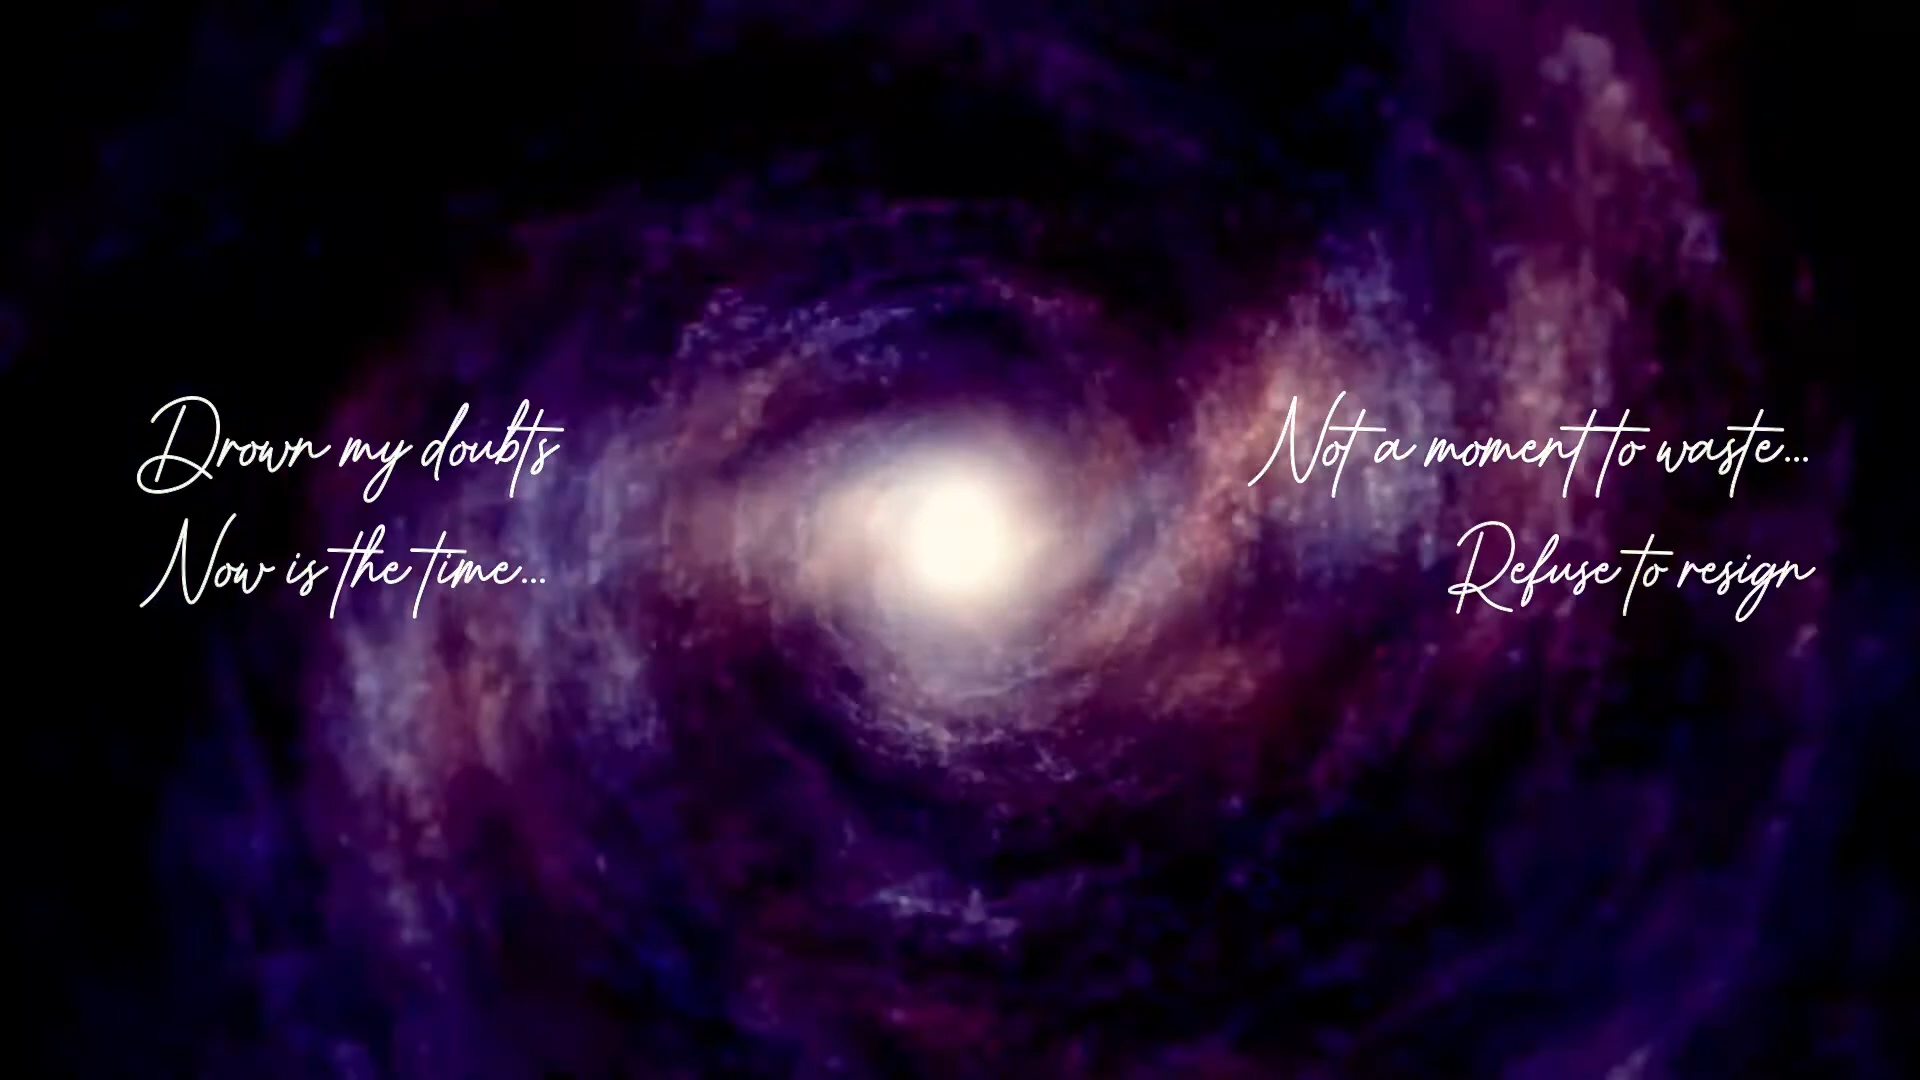 Drown my doubts
Now is the time...
Not a moment to waste...
Refuse to resign